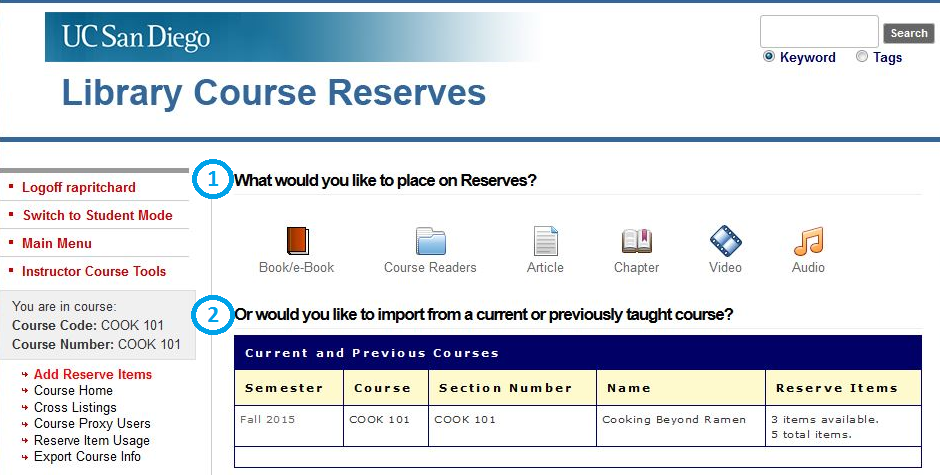 UC San Diego
Search
Keyword Tags
Library Course Reserves
Logoff rapritchard
Switch to Student Mode
Main Menu
Instructor Course Tools
You are in course:
Course Code: COOK 101
Course Number: COOK 101
Add Reserve Items
Course Home
Cross Listings
Course Proxy Users
Reserve Item Usage
Export Course Info
1 What would you like to place on Reserves?
Book/e-Book Course Readers Article Chapter Video Audio
2 Or would you like to import from a current or previously taught course?
Current and Previous Courses
Semester Course Section Number Name Reserve Items
Fall 2015 COOK 101 COOK 101 Cooking Beyond Ramen 3 items available.
5 total items.